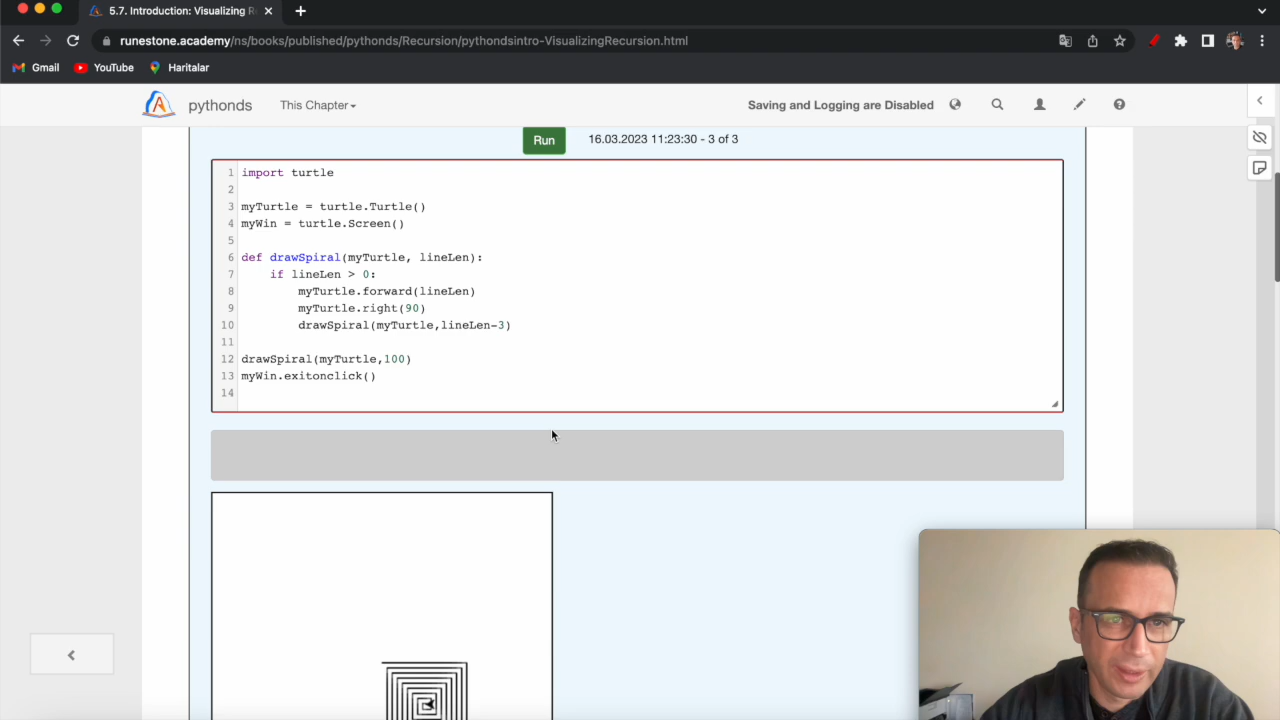 5.7. Introduction: Visualizing R
runestone.academy/ns/books/published/pythonds/Recursion/pythondsintro-VisualizingRecursion.html
Gmail YouTube Haritalar
pythonds This Chapter Saving and Logging are Disabled
Run 16.03.2023 11:23:30 - 3 of 3
1 import turtle
2
3 myTurtle = turtle.Turtle()
4 myWin = turtle.Screen()
5
6 def drawSpiral(myTurtle, lineLen):
7     if lineLen > 0:
8         myTurtle.forward(lineLen)
9         myTurtle.right(90)
10         drawSpiral(myTurtle,lineLen-3)
11
12 drawSpiral(myTurtle,100)
13 myWin.exitonclick()
14